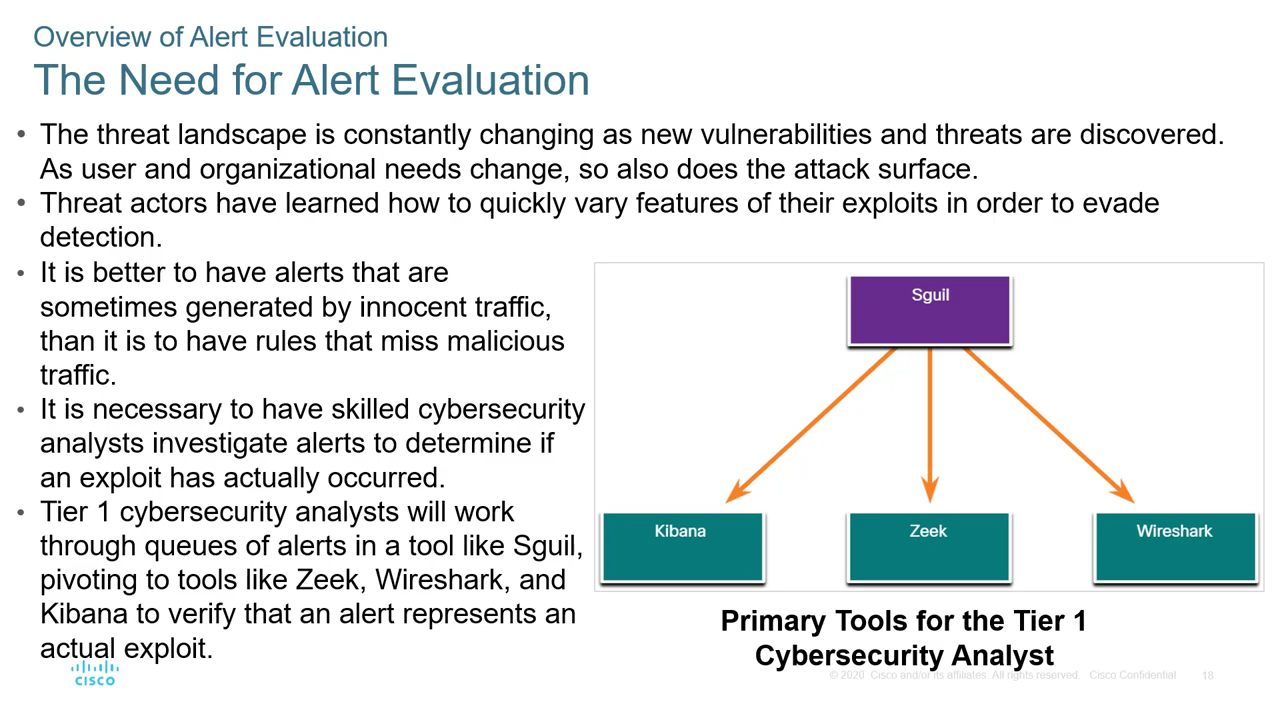 Overview of Alert Evaluation
The Need for Alert Evaluation
• The threat landscape is constantly changing as new vulnerabilities and threats are discovered.
As user and organizational needs change, so also does the attack surface.
• Threat actors have learned how to quickly vary features of their exploits in order to evade
detection.
• It is better to have alerts that are
sometimes generated by innocent traffic,
than it is to have rules that miss malicious
traffic.
• It is necessary to have skilled cybersecurity
analysts investigate alerts to determine if
an exploit has actually occurred.
• Tier 1 cybersecurity analysts will work
through queues of alerts in a tool like Sguil,
pivoting to tools like Zeek, Wireshark, and
Kibana to verify that an alert represents an
actual exploit.
Sguil
Kibana
Zeek
Wireshark
Primary Tools for the Tier 1
Cybersecurity Analyst
CISCO
© 2020 Cisco and/or its affiliates. All rights reserved. Cisco Confidential
18